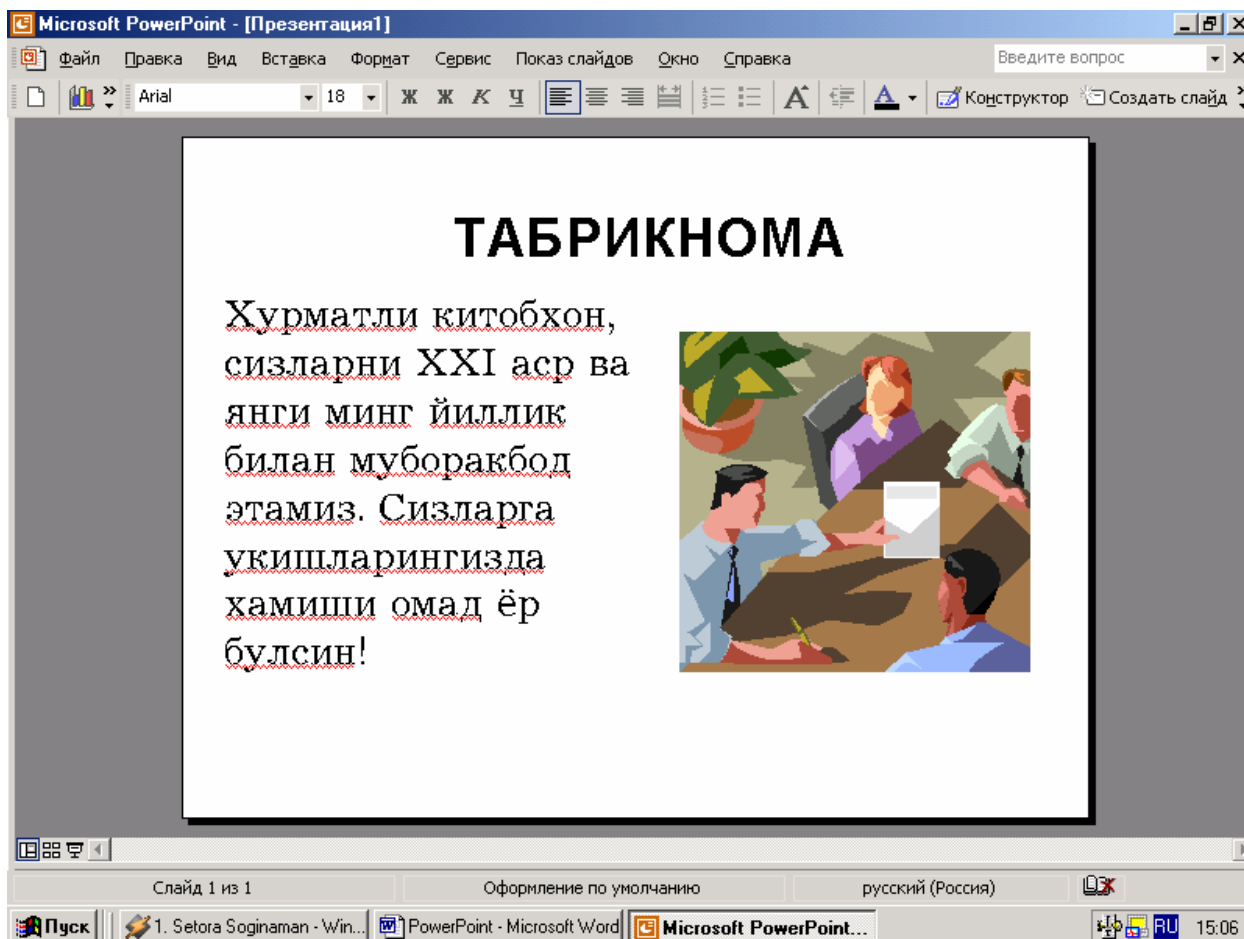 Microsoft PowerPoint - [Презентация1]
Файл Правка Вид Вставка Формат Сервис Показ слайдов Окно Справка Введите вопрос
Arial 18 Ж Ж К Ч Конструктор Создать слайд
ТАБРИКНОМА
Хурматли китобхон,
сизларни XXI аср ва
янги минг йиллик
билан муборакбод
этамиз. Сизларга
укишларингизда
хамиши омад ёр
булсин!
Слайд 1 из 1 Оформление по умолчанию русский (Россия)
Пуск 1. Setora Soginaman - Win... PowerPoint - Microsoft Word Microsoft PowerPoint... RU 15:06